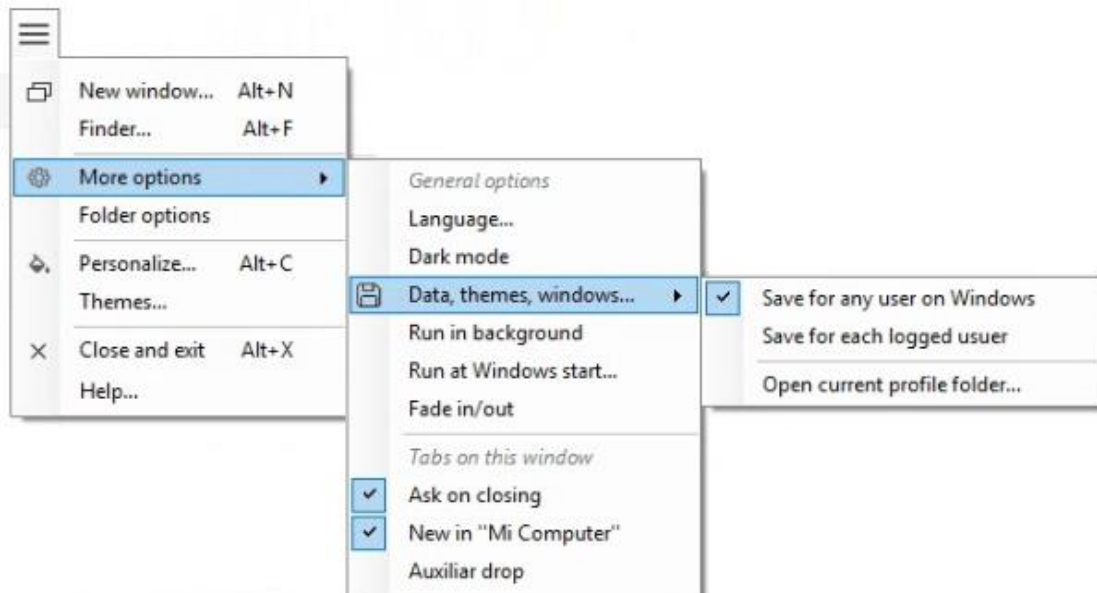 New window... Alt+N
Finder... Alt+F
More options
Folder options
Personalize... Alt+C
Themes...
Close and exit Alt+X
Help...
General options
Language...
Dark mode
Data, themes, windows...
Run in background
Run at Windows start...
Fade in/out
Tabs on this window
Ask on closing
New in "Mi Computer"
Auxiliar drop
Save for any user on Windows
Save for each logged usuer
Open current profile folder...